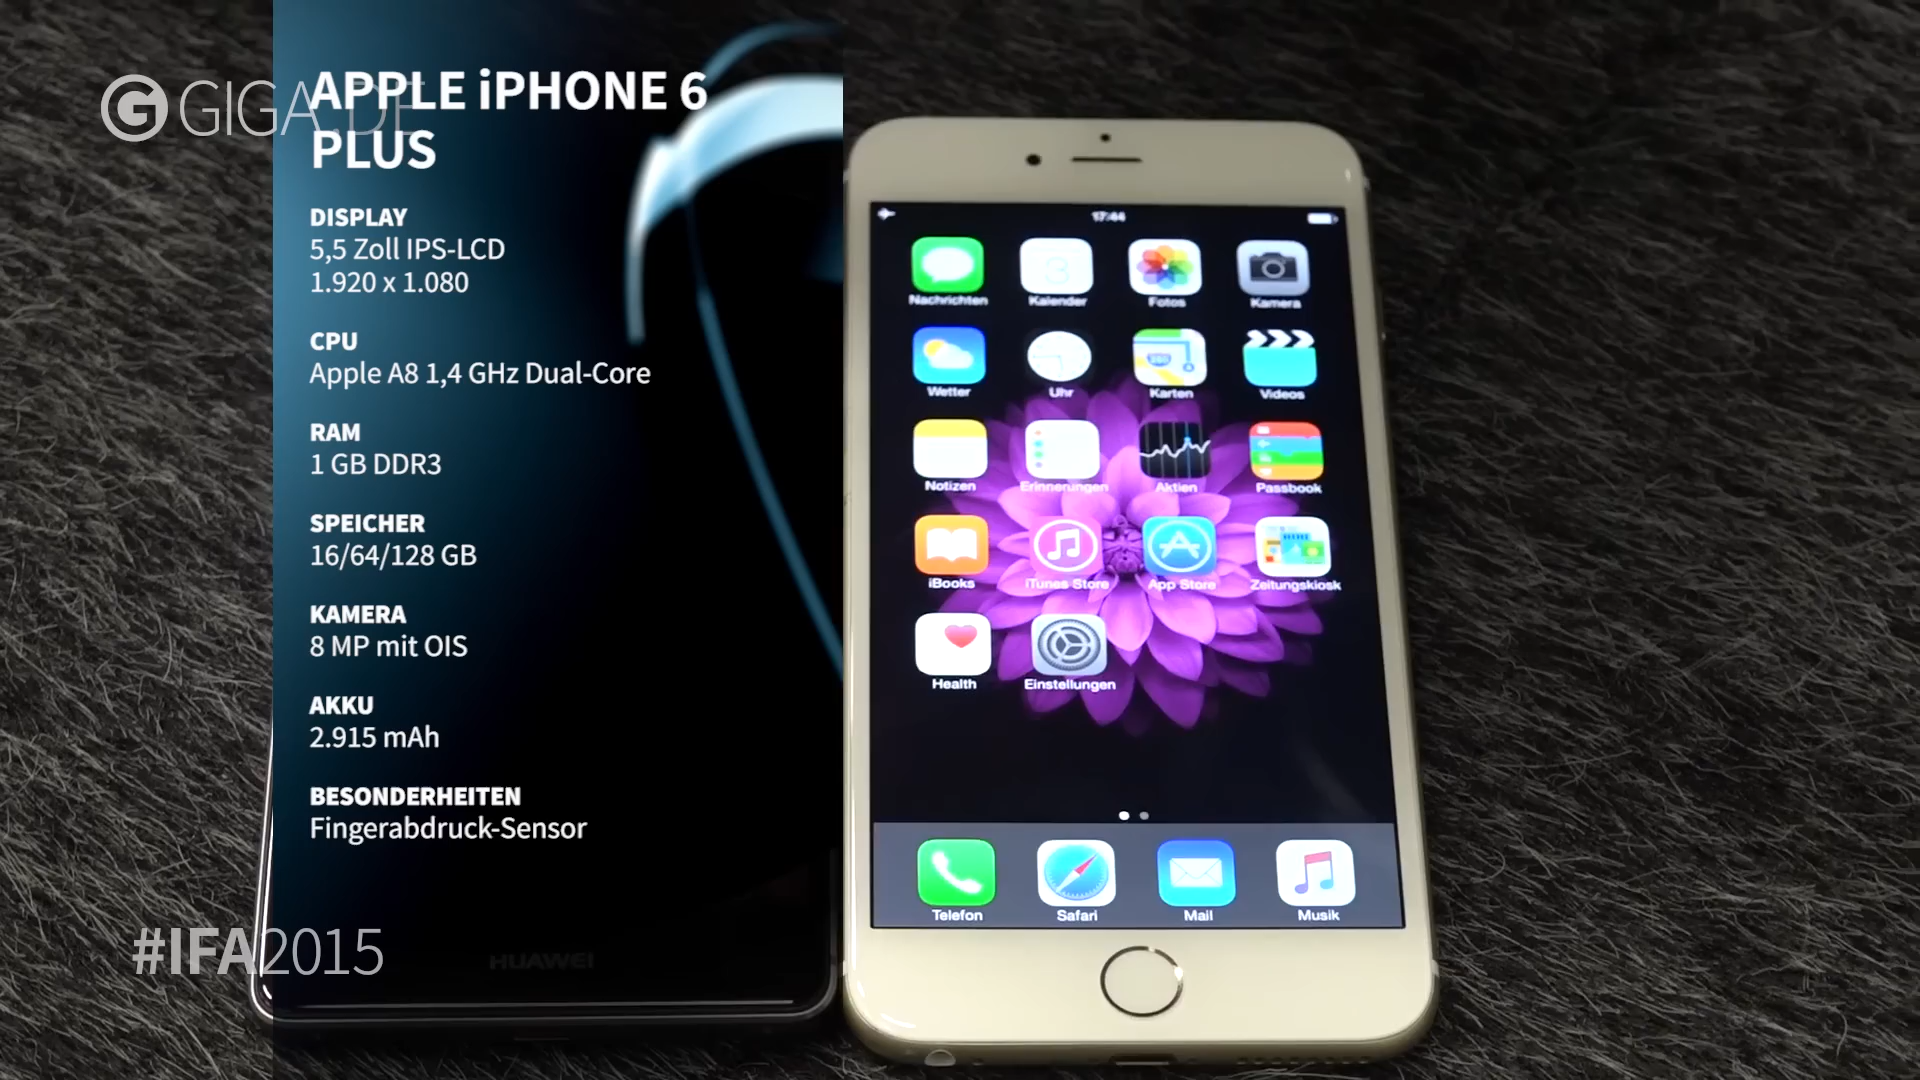 GIGA.DE
APPLE iPHONE 6
PLUS
DISPLAY
5,5 Zoll IPS-LCD
1.920 x 1.080
CPU
Apple A8 1,4 GHz Dual-Core
RAM
1 GB DDR3
SPEICHER
16/64/128 GB
KAMERA
8 MP mit OIS
AKKU
2.915 mAh
BESONDERHEITEN
Fingerabdruck-Sensor
#IFA2015
HUAWEI
17:44
3
Nachrichten Kalender Fotos Kamera
Wetter Uhr Karten Videos
Notizen Erinnerungen Aktien Passbook
iBooks iTunes Store App Store Zeitungskiosk
Health Einstellungen
Telefon Safari Mail Musik